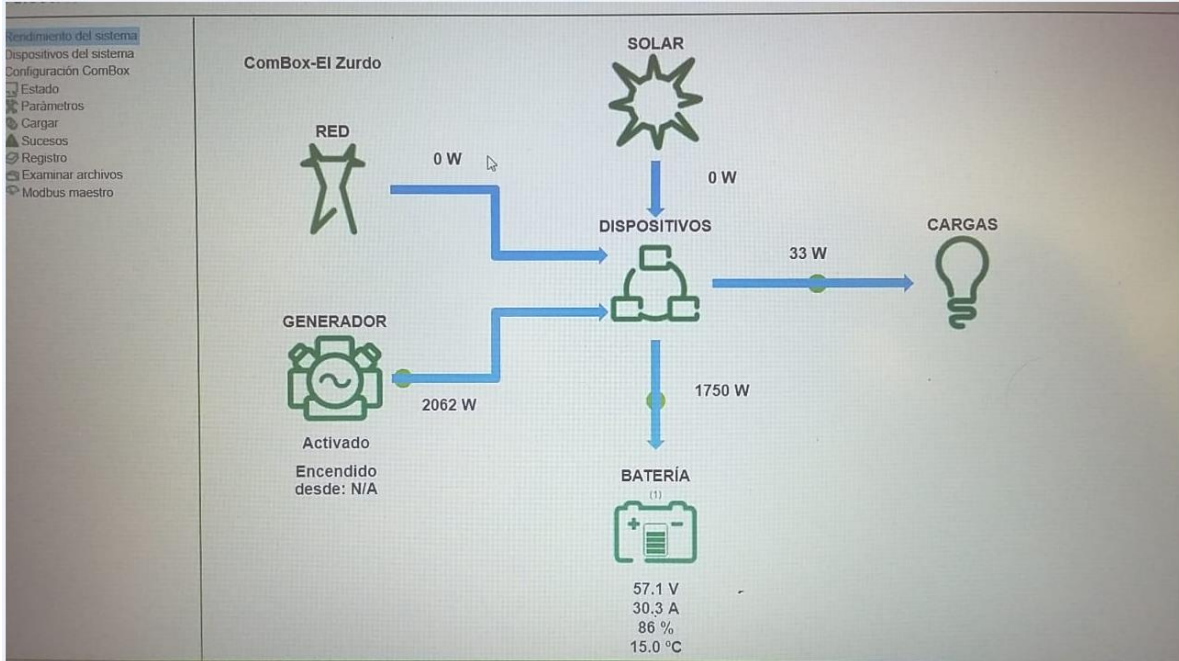 Rendimiento del sistema
Dispositivos del sistema
Configuración ComBox
Estado
Parámetros
Cargar
Sucesos
Registro
Examinar archivos
Modbus maestro
ComBox-El Zurdo
SOLAR
RED
0 W
0 W
DISPOSITIVOS
CARGAS
33 W
GENERADOR
2062 W
1750 W
Activado
Encendido
desde: N/A
BATERÍA
(1)
57.1 V
30.3 A
86 %
15.0 ºC